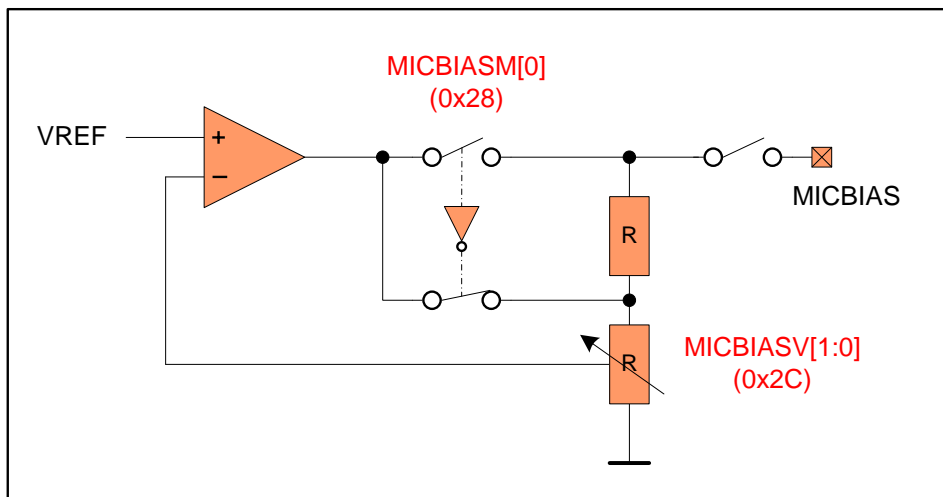 MICBIASM[0]
(0x28)
VREF
+
−
MICBIAS
R
R
MICBIASV[1:0]
(0x2C)